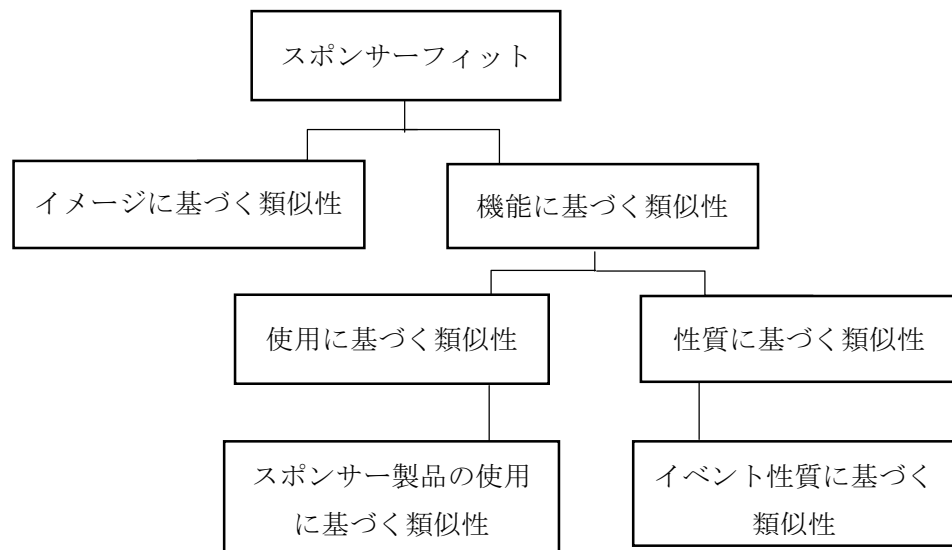 スポンサーフィット
イメージに基づく類似性
機能に基づく類似性
使用に基づく類似性
性質に基づく類似性
スポンサー製品の使用
に基づく類似性
イベント性質に基づく
類似性